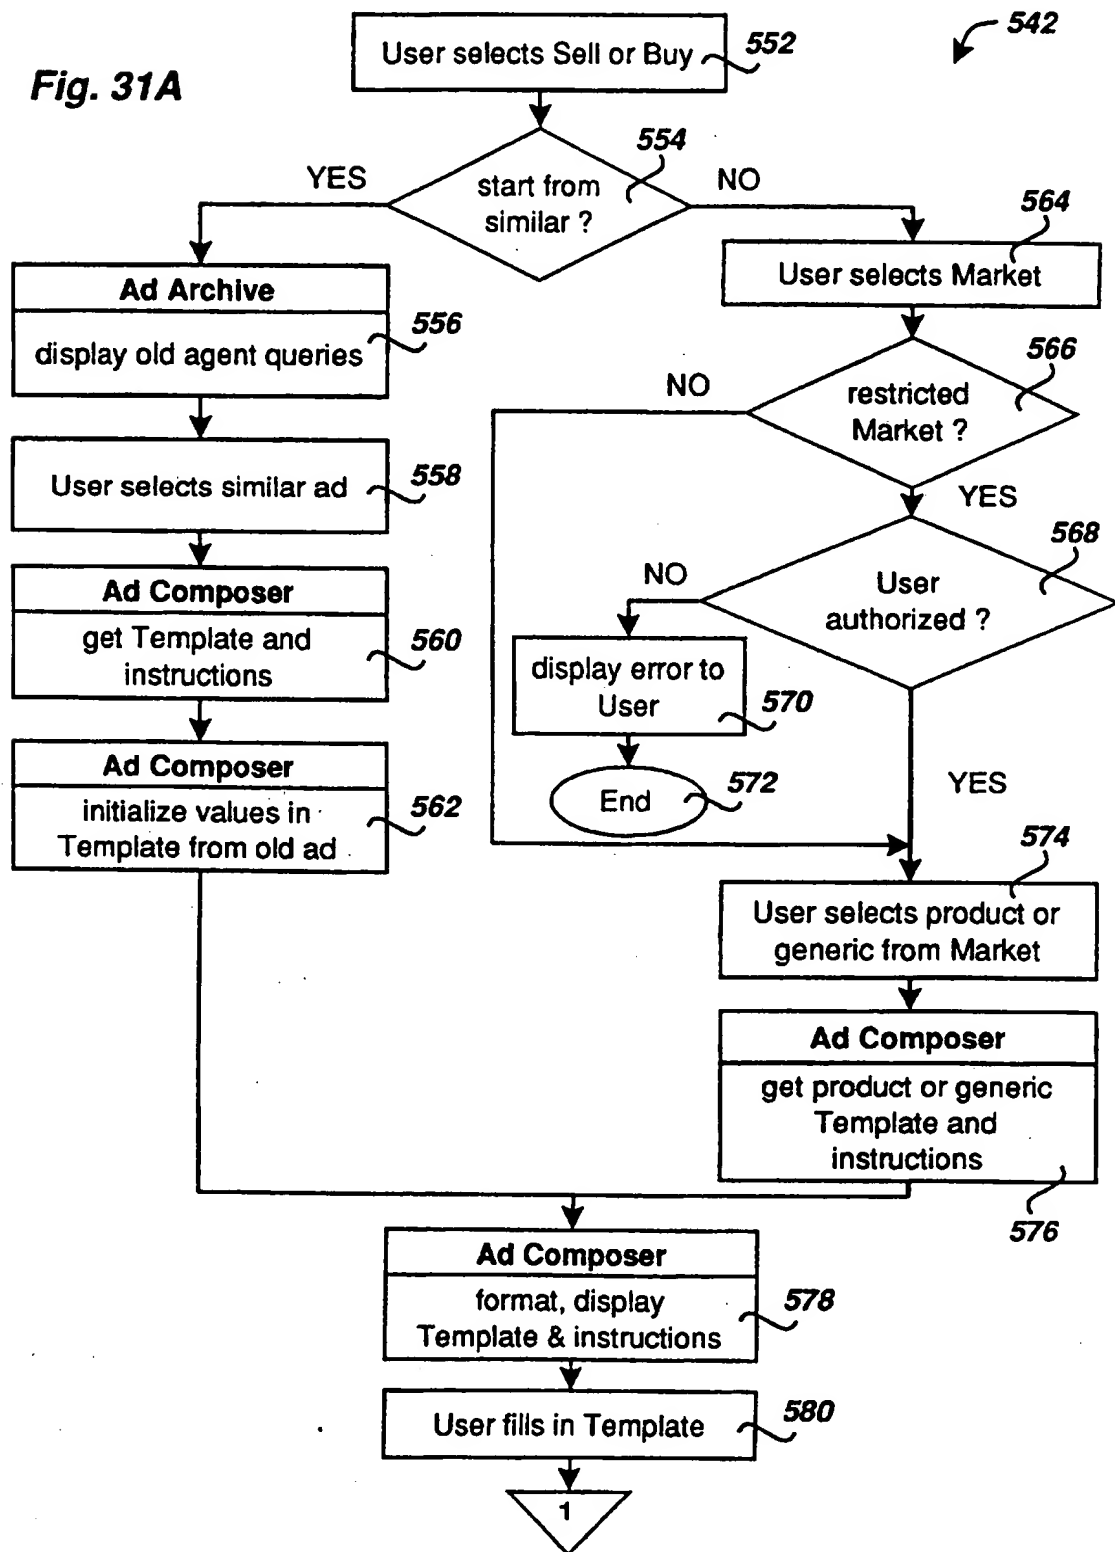 Fig. 31A
542
User selects Sell or Buy
552
554
start from
similar ?
YES
NO
Ad Archive
display old agent queries
556
User selects similar ad
558
Ad Composer
get Template and
instructions
560
Ad Composer
initialize values in
Template from old ad
562
564
User selects Market
566
restricted
Market ?
NO
YES
568
User
authorized ?
NO
display error to
User
570
End
572
YES
574
User selects product or
generic from Market
Ad Composer
get product or generic
Template and
instructions
576
Ad Composer
format, display
Template & instructions
578
User fills in Template
580
1